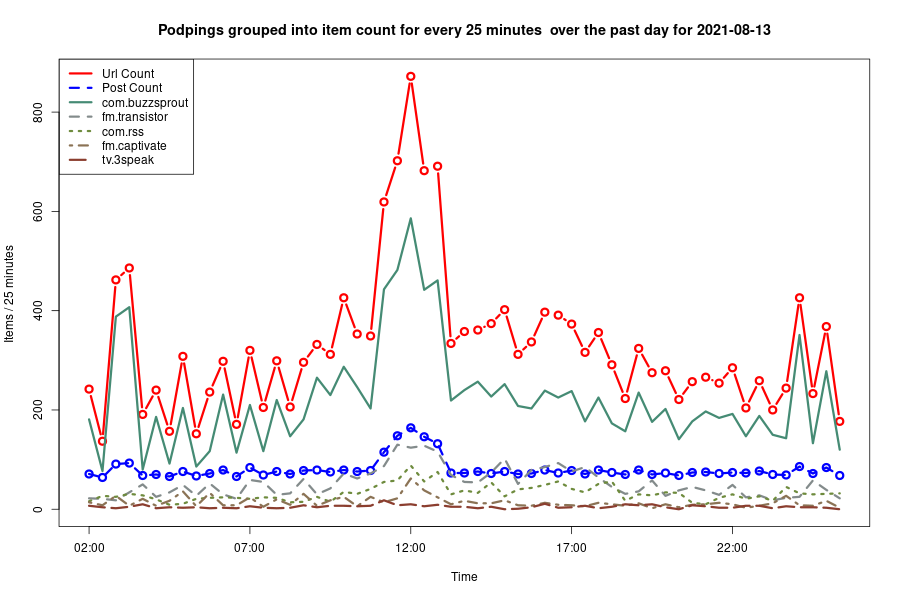 Podpings grouped into item count for every 25 minutes  over the past day for 2021-08-13
Url Count
Post Count
com.buzzsprout
fm.transistor
com.rss
fm.captivate
tv.3speak
Items / 25 minutes
800
600
400
200
0
02:00 07:00 12:00 17:00 22:00
Time